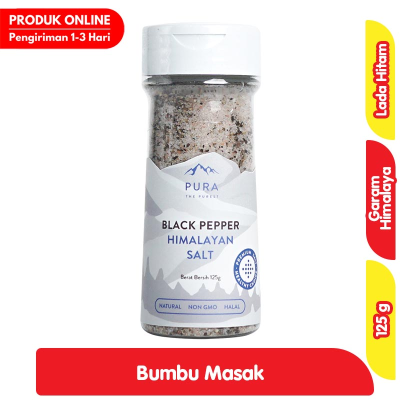 PRODUK ONLINE
Pengiriman 1-3 Hari
Lada Hitam
Garam
Himalaya
125 g
PURA
THE PUREST
BLACK PEPPER
HIMALAYAN
SALT
Berat Bersih 125g
NATURAL NON GMO HALAL
Bumbu Masak